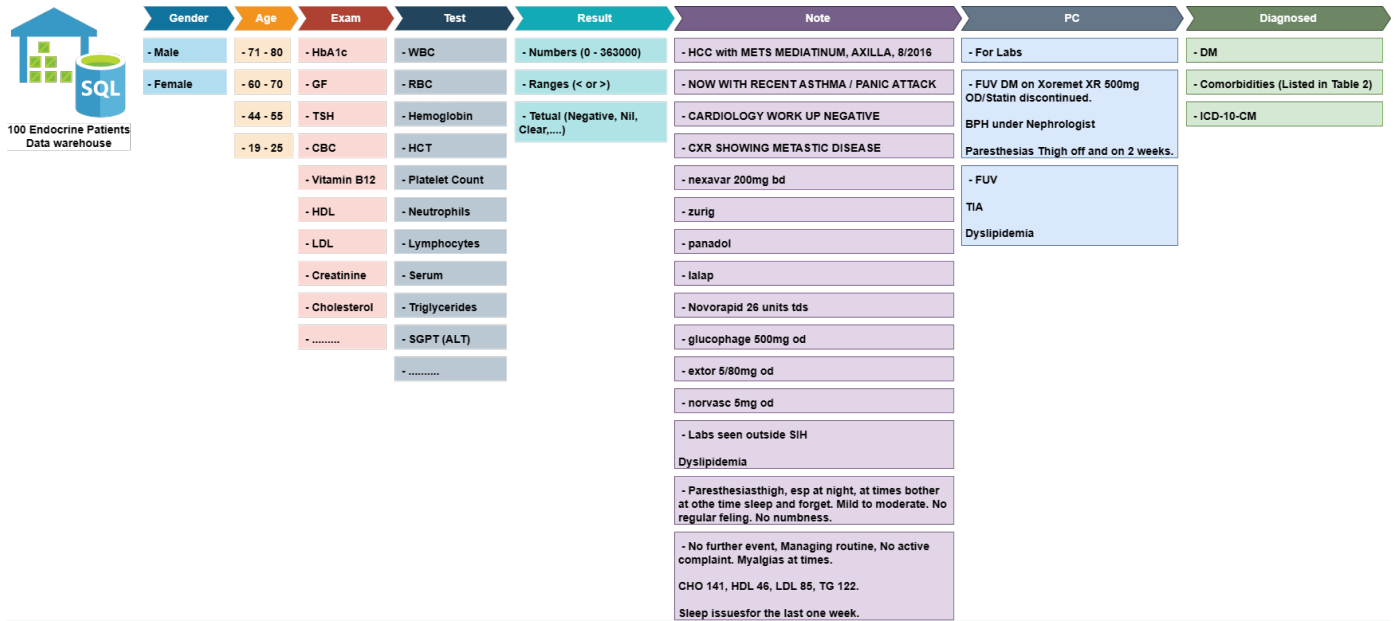 SQL
100 Endocrine Patients
Data warehouse
Gender
- Male
- Female
Age
- 71 - 80
- 60 - 70
- 44 - 55
- 19 - 25
Exam
- HbA1c
- GF
- TSH
- CBC
- Vitamin B12
- HDL
- LDL
- Creatinine
- Cholesterol
- .........
Test
- WBC
- RBC
- Hemoglobin
- HCT
- Platelet Count
- Neutrophils
- Lymphocytes
- Serum
- Triglycerides
- SGPT (ALT)
- ..........
Result
- Numbers (0 - 363000)
- Ranges (< or >)
- Tetual (Negative, Nil,
Clear,....)
Note
- HCC with METS MEDIATINUM, AXILLA, 8/2016
- NOW WITH RECENT ASTHMA / PANIC ATTACK
- CARDIOLOGY WORK UP NEGATIVE
- CXR SHOWING METASTIC DISEASE
- nexavar 200mg bd
- zurig
- panadol
- lalap
- Novorapid 26 units tds
- glucophage 500mg od
- extor 5/80mg od
- norvasc 5mg od
- Labs seen outside SIH
Dyslipidemia
- Paresthesiasthigh, esp at night, at times bother
at othe time sleep and forget. Mild to moderate. No
regular feling. No numbness.
- No further event, Managing routine, No active
complaint. Myalgias at times.
CHO 141, HDL 46, LDL 85, TG 122.
Sleep issuesfor the last one week.
PC
- For Labs
- FUV DM on Xoremet XR 500mg
OD/Statin discontinued.
BPH under Nephrologist
Paresthesias Thigh off and on 2 weeks.
- FUV
TIA
Dyslipidemia
Diagnosed
- DM
- Comorbidities (Listed in Table 2)
- ICD-10-CM